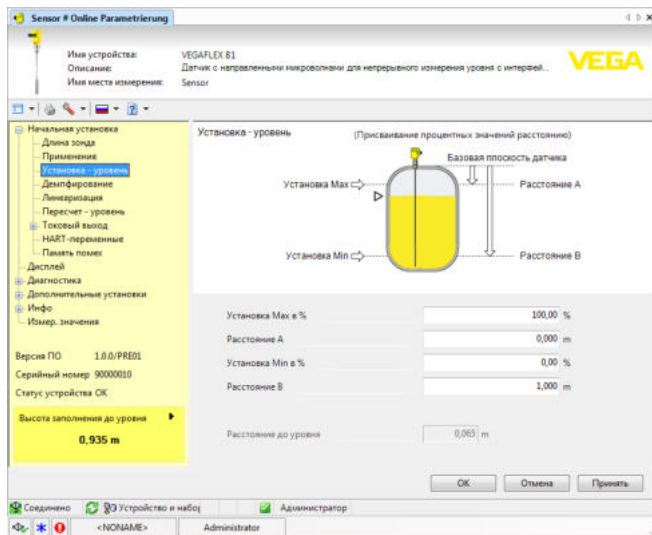 Sensor # Online Parametrierung
Имя устройства: VEGAFLEX 81
Описание: Датчик с направленными микроволнами для непрерывного измерения уровня с интерфей...
Имя места измерения: Sensor
VEGA
Начальная установка
Длина зонда
Применение
Установка - уровень
Демпфирование
Линеаризация
Пересчет - уровень
Токовый выход
HART-переменные
Память помех
Дисплей
Диагностика
Дополнительные установки
Инфо
Измер. значения
Версия ПО 1.0.0/PRE01
Серийный номер 90000010
Статус устройства OK
Высота заполнения до уровня
0,935 m
Установка - уровень (Присваивание процентных значений расстоянию)
Базовая плоскость датчика
Установка Max Расстояние A
Установка Min Расстояние B
Установка Max в % 100,00 %
Расстояние A 0,000 m
Установка Min в % 0,00 %
Расстояние B 1,000 m
Расстояние до уровня 0,065 m
OK Отмена Принять
Соединено Устройство и набор Администратор
<NONAME> Administrator